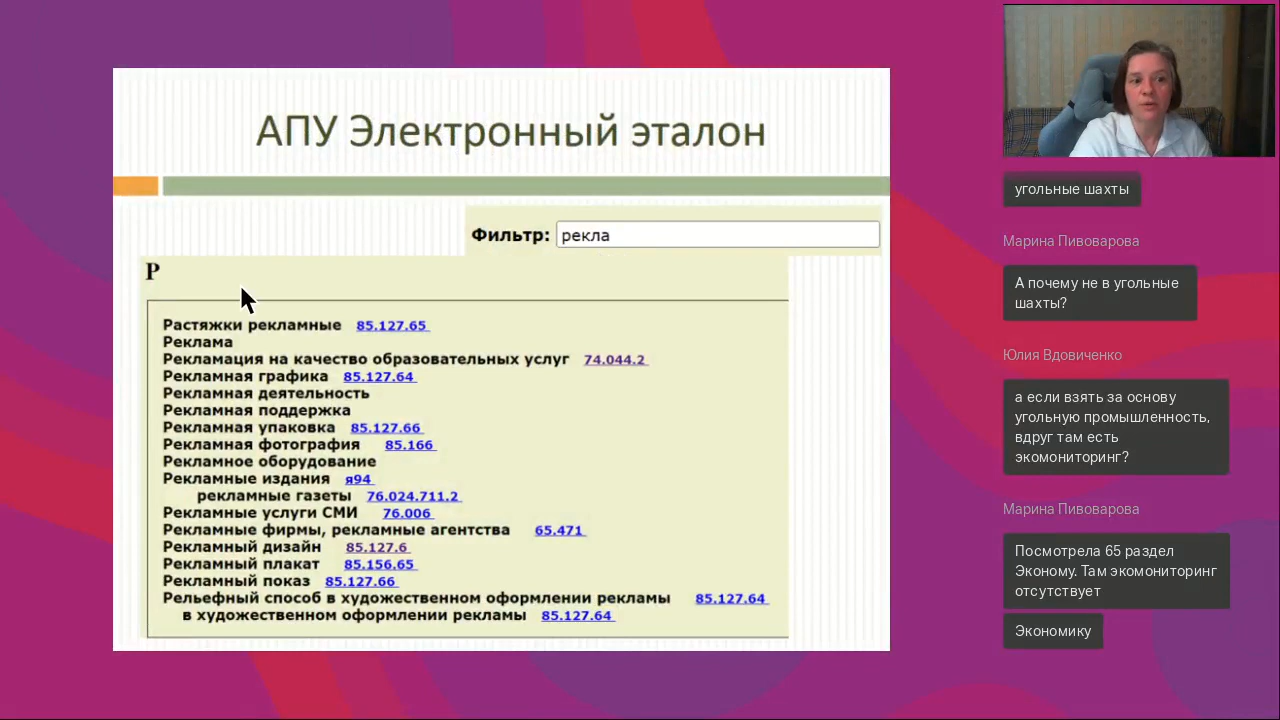 АПУ Электронный эталон
Фильтр: рекла
Р
Растяжки рекламные 85.127.65
Реклама
Рекламация на качество образовательных услуг 74.044.2
Рекламная графика 85.127.64
Рекламная деятельность
Рекламная поддержка
Рекламная упаковка 85.127.66
Рекламная фотография 85.166
Рекламное оборудование
Рекламные издания я94
рекламные газеты 76.024.711.2
Рекламные услуги СМИ 76.006
Рекламные фирмы, рекламные агентства 65.471
Рекламный дизайн 85.127.6
Рекламный плакат 85.156.65
Рекламный показ 85.127.66
Рельефный способ в художественном оформлении рекламы 85.127.64
в художественном оформлении рекламы 85.127.64
угольные шахты
Марина Пивоварова
А почему не в угольные
шахты?
Юлия Вдовиченко
а если взять за основу
угольную промышленность,
вдруг там есть
экомониторинг?
Марина Пивоварова
Посмотрела 65 раздел
Эконому. Там экомониторинг
отсутствует
Экономику